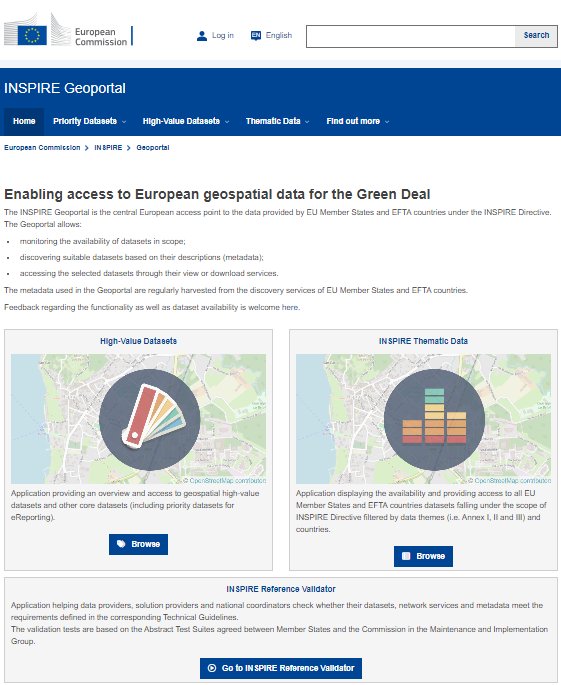 European
Commission
Log in
EN English
Search
INSPIRE Geoportal
Home Priority Datasets High-Value Datasets Thematic Data Find out more
European Commission > INSPIRE > Geoportal
Enabling access to European geospatial data for the Green Deal
The INSPIRE Geoportal is the central European access point to the data provided by EU Member States and EFTA countries under the INSPIRE Directive.
The Geoportal allows:
• monitoring the availability of datasets in scope;
• discovering suitable datasets based on their descriptions (metadata);
• accessing the selected datasets through their view or download services.
The metadata used in the Geoportal are regularly harvested from the discovery services of EU Member States and EFTA countries.
Feedback regarding the functionality as well as dataset availability is welcome here.
High-Value Datasets
© OpenStreetMap contributors
Application providing an overview and access to geospatial high-value
datasets and other core datasets (including priority datasets for
eReporting).
Browse
INSPIRE Thematic Data
© OpenStreetMap contributors
Application displaying the availability and providing access to all EU
Member States and EFTA countries datasets falling under the scope of
INSPIRE Directive filtered by data themes (i.e. Annex I, II and III) and
countries.
Browse
INSPIRE Reference Validator
Application helping data providers, solution providers and national coordinators check whether their datasets, network services and metadata meet the
requirements defined in the corresponding Technical Guidelines.
The validation tests are based on the Abstract Test Suites agreed between Member States and the Commission in the Maintenance and Implementation
Group.
Go to INSPIRE Reference Validator